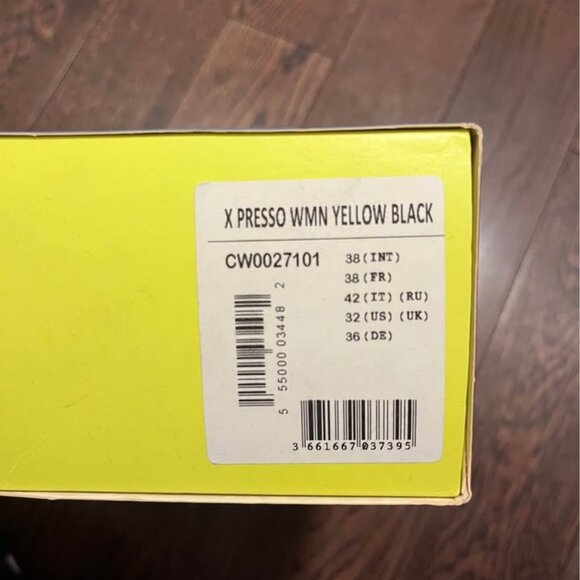 X PRESSO WMN YELLOW BLACK
CW0027101
38(INT)
38(FR)
42(IT) (RU)
32(US) (UK)
36(DE)
5 55000 03448 2
3 661667 037395